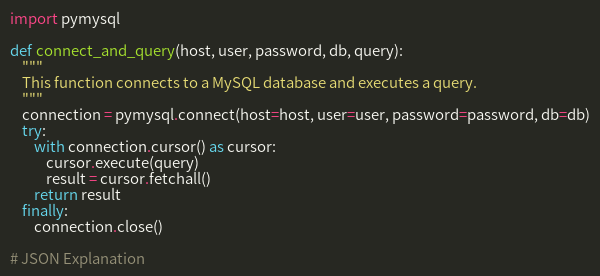 import pymysql

def connect_and_query(host, user, password, db, query):
    """
    This function connects to a MySQL database and executes a query.
    """
    connection = pymysql.connect(host=host, user=user, password=password, db=db)
    try:
        with connection.cursor() as cursor:
            cursor.execute(query)
            result = cursor.fetchall()
        return result
    finally:
        connection.close()

# JSON Explanation